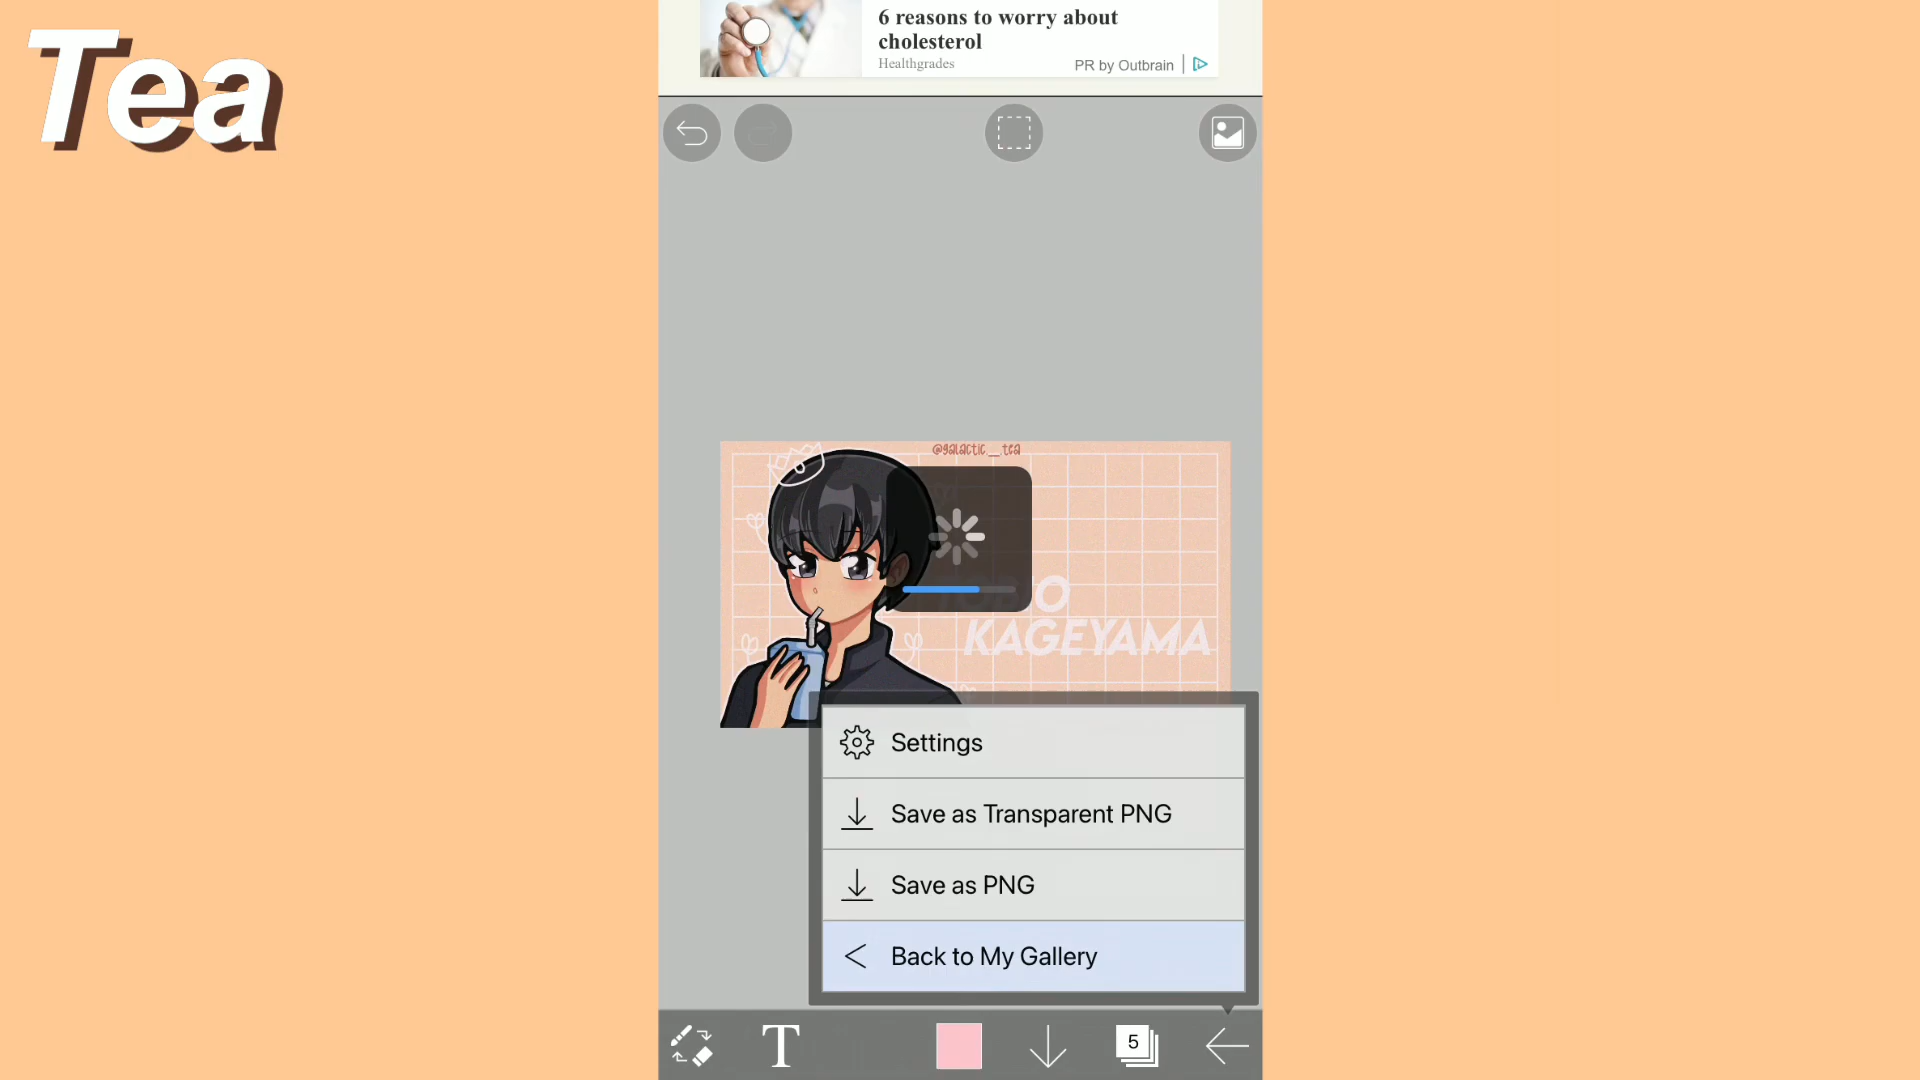 Tea
6 reasons to worry about
cholesterol
Healthgrades
PR by Outbrain
@galactic__tea
TOBIO
KAGEYAMA
Settings
Save as Transparent PNG
Save as PNG
Back to My Gallery
T
5